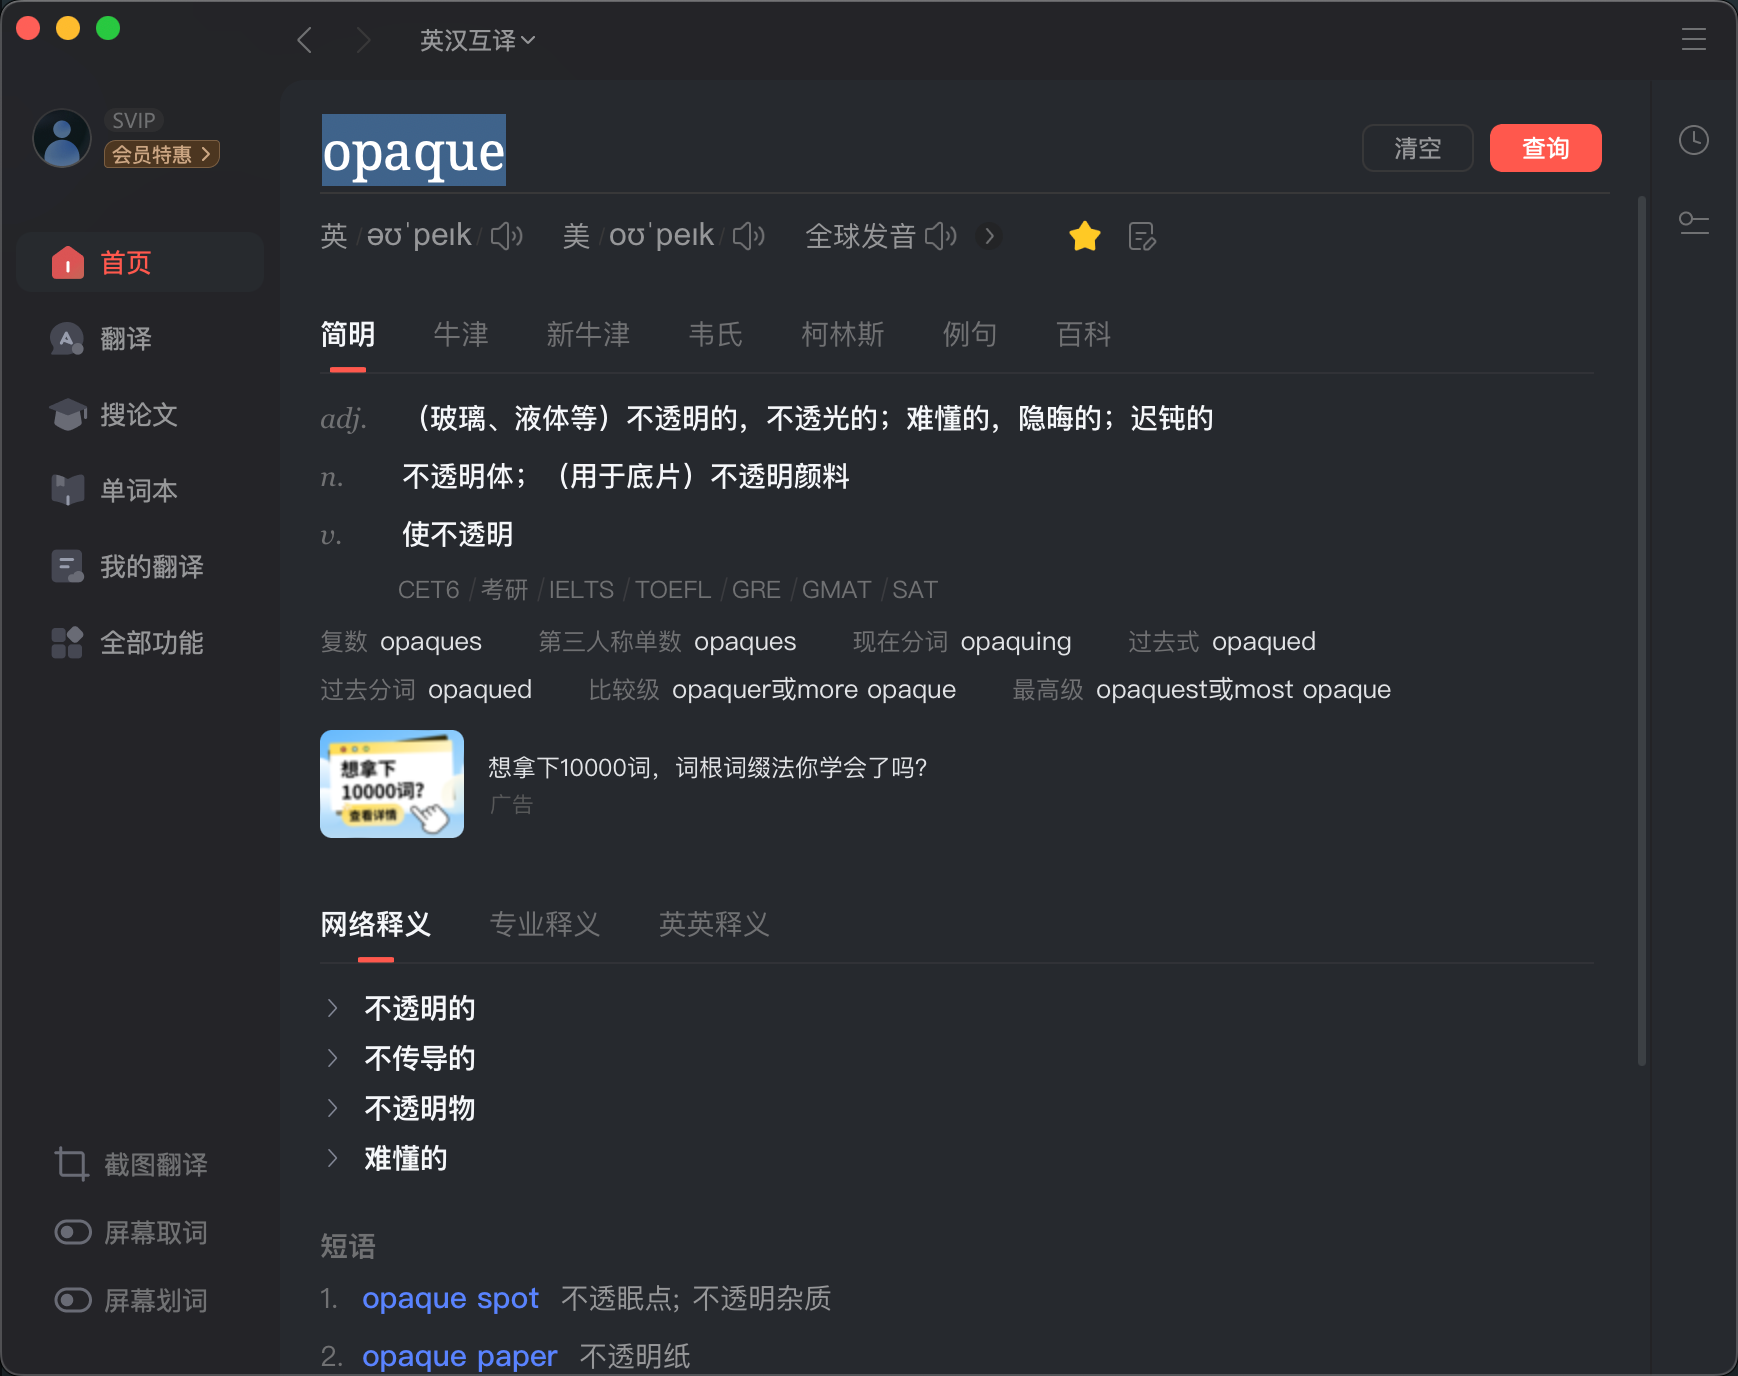 英汉互译
SVIP
会员特惠
首页
翻译
搜论文
单词本
我的翻译
全部功能
截图翻译
屏幕取词
屏幕划词
opaque
清空
查询
英 / əʊˈpeɪk / 美 / oʊˈpeɪk / 全球发音
简明 牛津 新牛津 韦氏 柯林斯 例句 百科
adj. （玻璃、液体等）不透明的，不透光的；难懂的，隐晦的；迟钝的
n. 不透明体；（用于底片）不透明颜料
v. 使不透明
CET6 / 考研 / IELTS / TOEFL / GRE / GMAT / SAT
复数 opaques 第三人称单数 opaques 现在分词 opaquing 过去式 opaqued
过去分词 opaqued 比较级 opaquer或more opaque 最高级 opaquest或most opaque
想拿下
10000词?
查看详情
想拿下10000词，词根词缀法你学会了吗?
广告
网络释义 专业释义 英英释义
不透明的
不传导的
不透明物
难懂的
短语
1. opaque spot 不透眠点; 不透明杂质
2. opaque paper 不透明纸